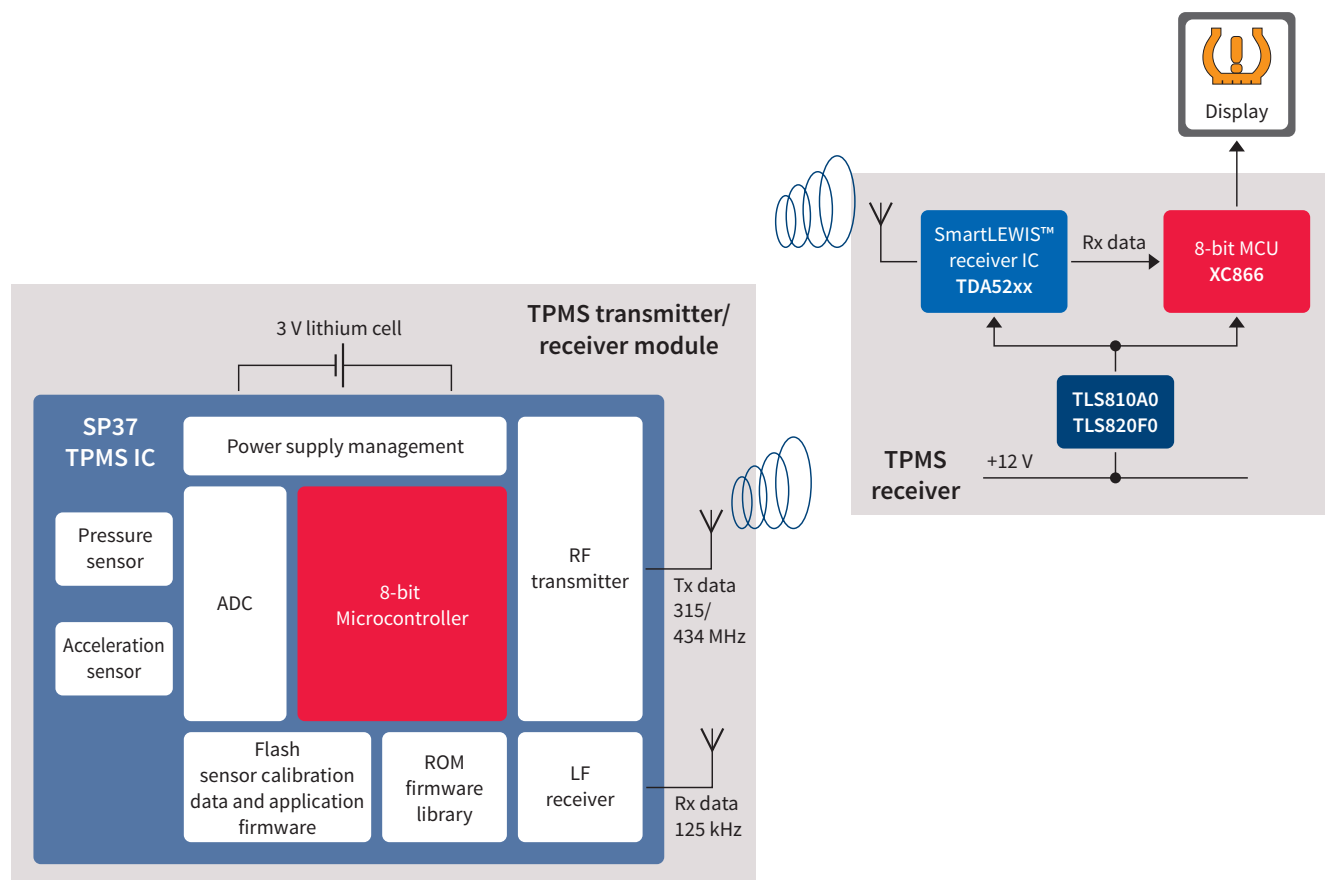 Display
SmartLEWIS™
receiver IC
TDA52xx
Rx data
8-bit MCU
XC866
TLS810A0
TLS820F0
TPMS
receiver
+12 V
TPMS transmitter/
receiver module
3 V lithium cell
SP37
TPMS IC
Power supply management
Pressure
sensor
Acceleration
sensor
ADC
8-bit
Microcontroller
RF
transmitter
Tx data
315/
434 MHz
Flash
sensor calibration
data and application
firmware
ROM
firmware
library
LF
receiver
Rx data
125 kHz